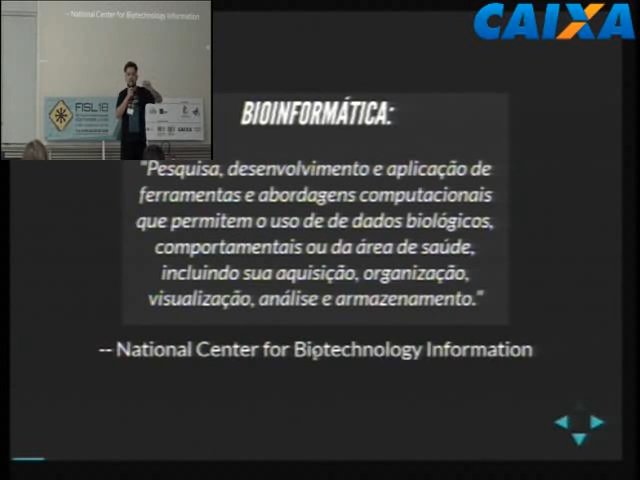 -- National Center for Biotechnology Information
CAIXA
FISL18
CAIXA
BIOINFORMÁTICA:
"Pesquisa, desenvolvimento e aplicação de
ferramentas e abordagens computacionais
que permitem o uso de de dados biológicos,
comportamentais ou da área de saúde,
incluindo sua aquisição, organização,
visualização, análise e armazenamento."
-- National Center for Biotechnology Information